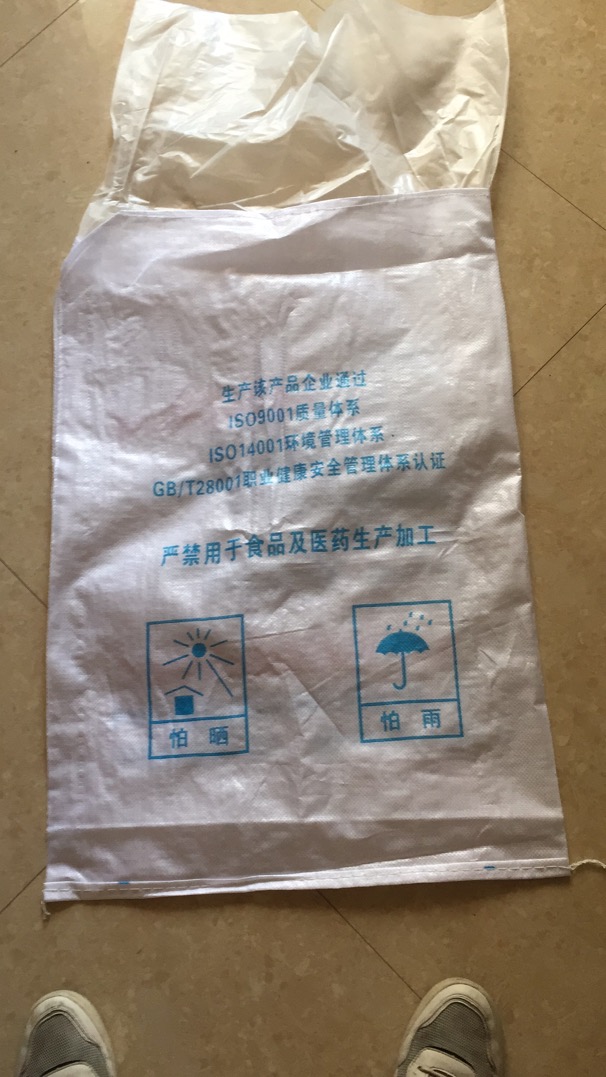 生产该产品企业通过
ISO9001质量体系
ISO14001环境管理体系
GB/T28001职业健康安全管理体系认证
严禁用于食品及医药生产加工
怕晒
怕雨